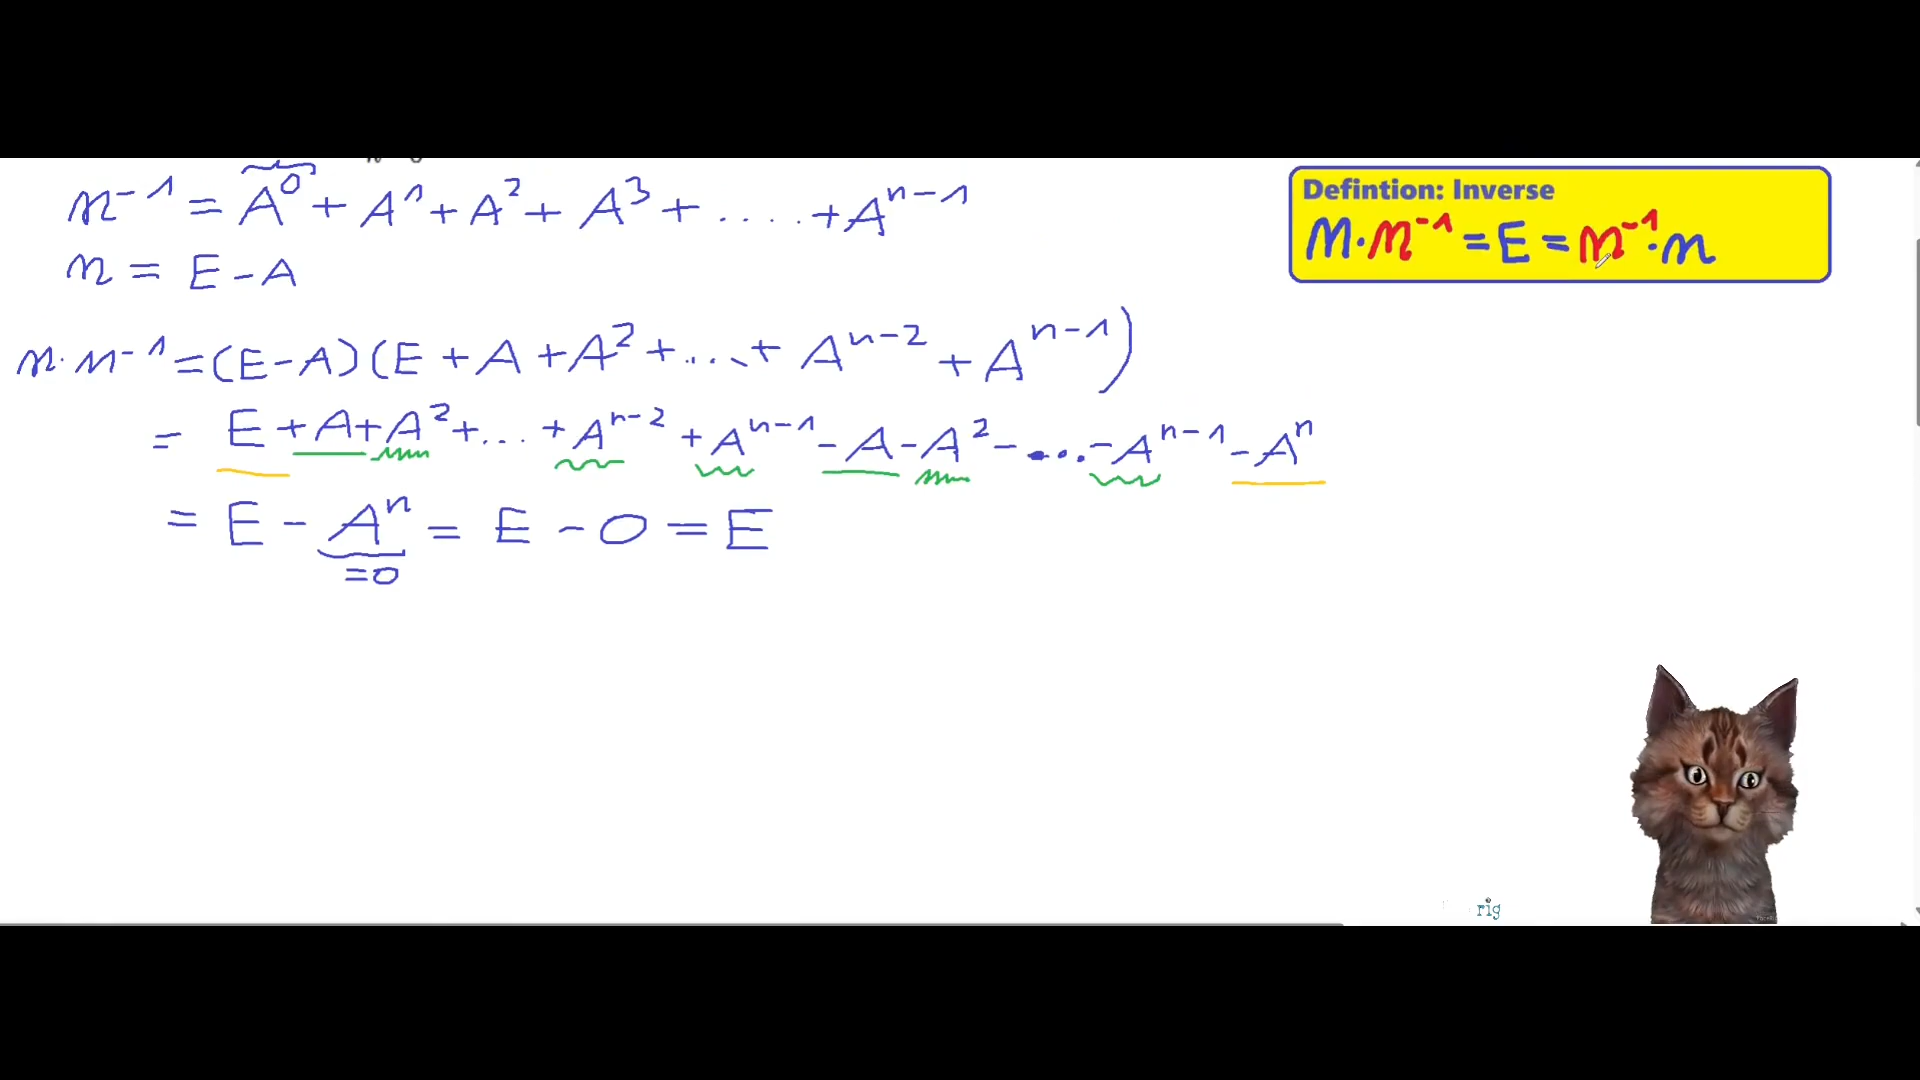 M⁻¹ = A⁰ + A¹ + A² + A³ + ..... + Aⁿ⁻¹
M = E - A
Defintion: Inverse
M · M⁻¹ = E = M⁻¹ · M
M · M⁻¹ = (E - A)(E + A + A² + ... + Aⁿ⁻² + Aⁿ⁻¹)
= E + A + A² + ... + Aⁿ⁻² + Aⁿ⁻¹ - A - A² - ... - Aⁿ⁻¹ - Aⁿ
= E - Aⁿ = E - 0 = E
= 0
rig